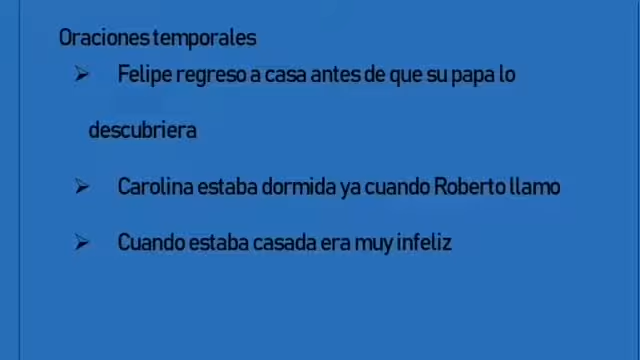 Oraciones temporales
➢ Felipe regreso a casa antes de que su papa lo
descubriera
➢ Carolina estaba dormida ya cuando Roberto llamo
➢ Cuando estaba casada era muy infeliz